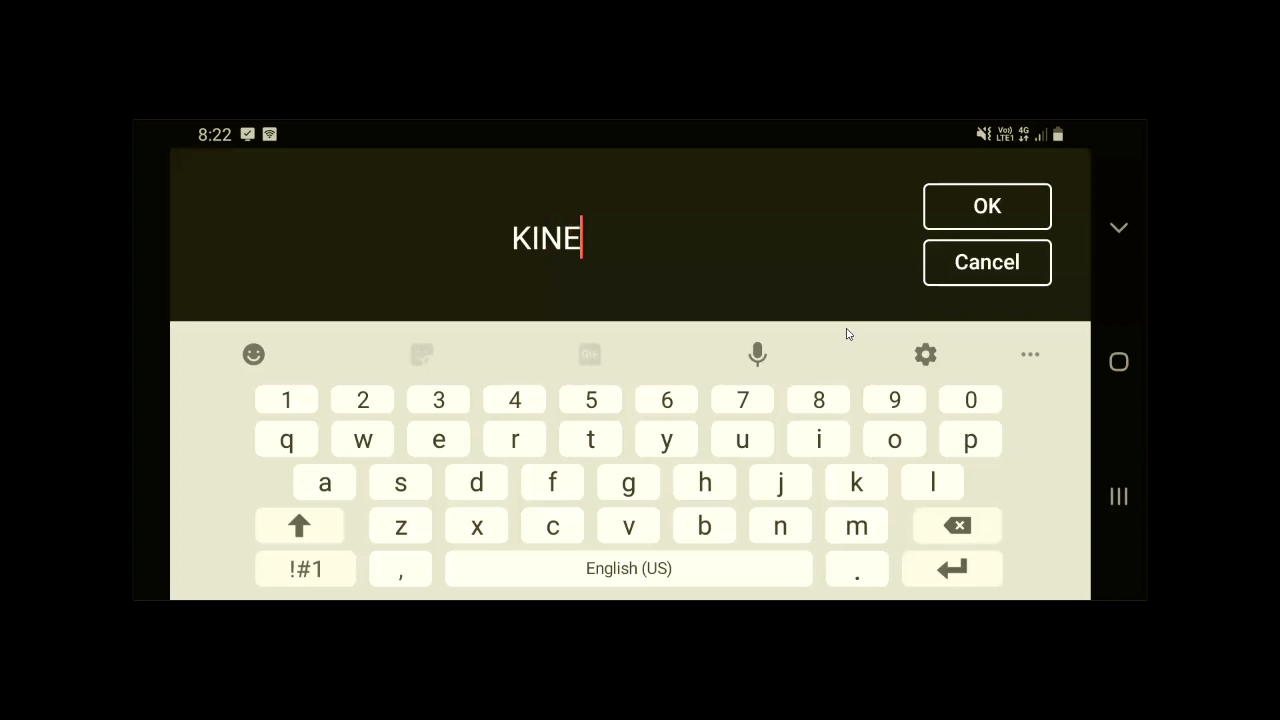 8:22
Vo)) 4G
LTE1
KINE
OK
Cancel
1 2 3 4 5 6 7 8 9 0
q w e r t y u i o p
a s d f g h j k l
z x c v b n m
!#1 , English (US) .